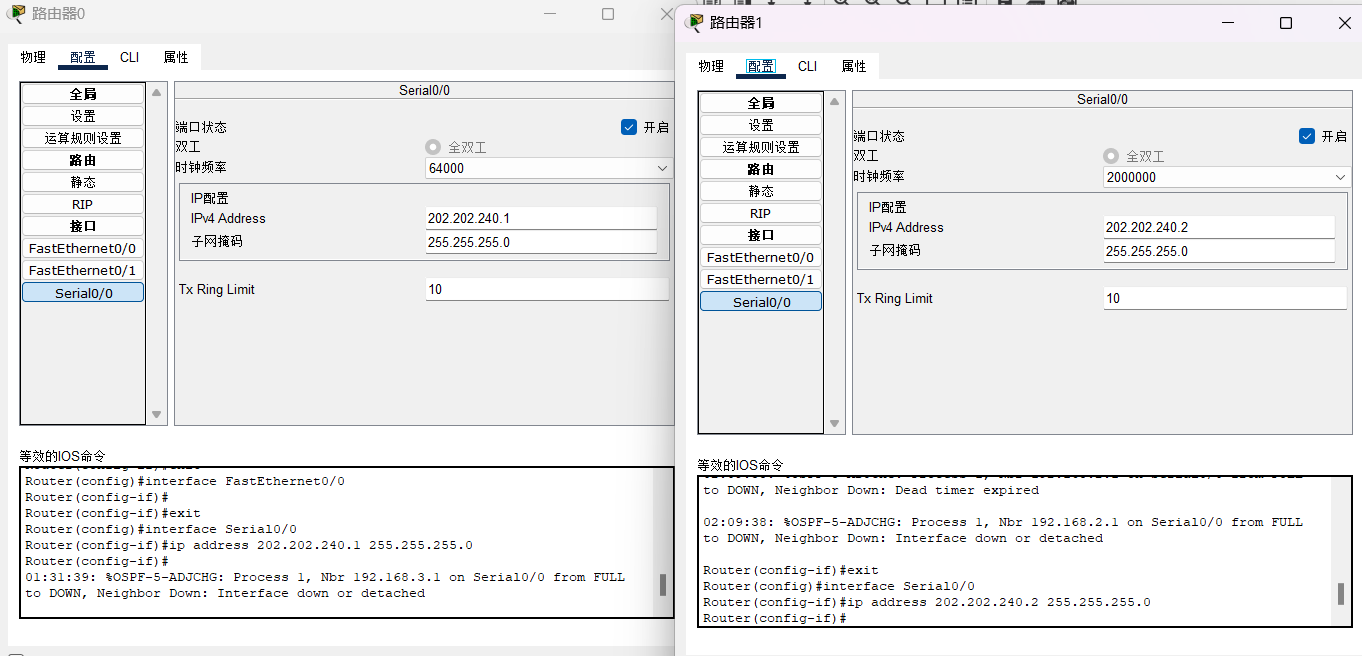 路由器0
物理 配置 CLI 属性
全局
设置
运算规则设置
路由
静态
RIP
接口
FastEthernet0/0
FastEthernet0/1
Serial0/0
Serial0/0
端口状态 开启
双工 全双工
时钟频率 64000
IP配置
IPv4 Address 202.202.240.1
子网掩码 255.255.255.0
Tx Ring Limit 10
等效的IOS命令
Router(config-if)#exit
Router(config)#interface FastEthernet0/0
Router(config-if)#
Router(config-if)#exit
Router(config)#interface Serial0/0
Router(config-if)#ip address 202.202.240.1 255.255.255.0
Router(config-if)#
01:31:39: %OSPF-5-ADJCHG: Process 1, Nbr 192.168.3.1 on Serial0/0 from FULL
to DOWN, Neighbor Down: Interface down or detached
路由器1
物理 配置 CLI 属性
全局
设置
运算规则设置
路由
静态
RIP
接口
FastEthernet0/0
FastEthernet0/1
Serial0/0
Serial0/0
端口状态 开启
双工 全双工
时钟频率 2000000
IP配置
IPv4 Address 202.202.240.2
子网掩码 255.255.255.0
Tx Ring Limit 10
等效的IOS命令
to DOWN, Neighbor Down: Dead timer expired
02:09:38: %OSPF-5-ADJCHG: Process 1, Nbr 192.168.2.1 on Serial0/0 from FULL
to DOWN, Neighbor Down: Interface down or detached
Router(config-if)#exit
Router(config)#interface Serial0/0
Router(config-if)#ip address 202.202.240.2 255.255.255.0
Router(config-if)#